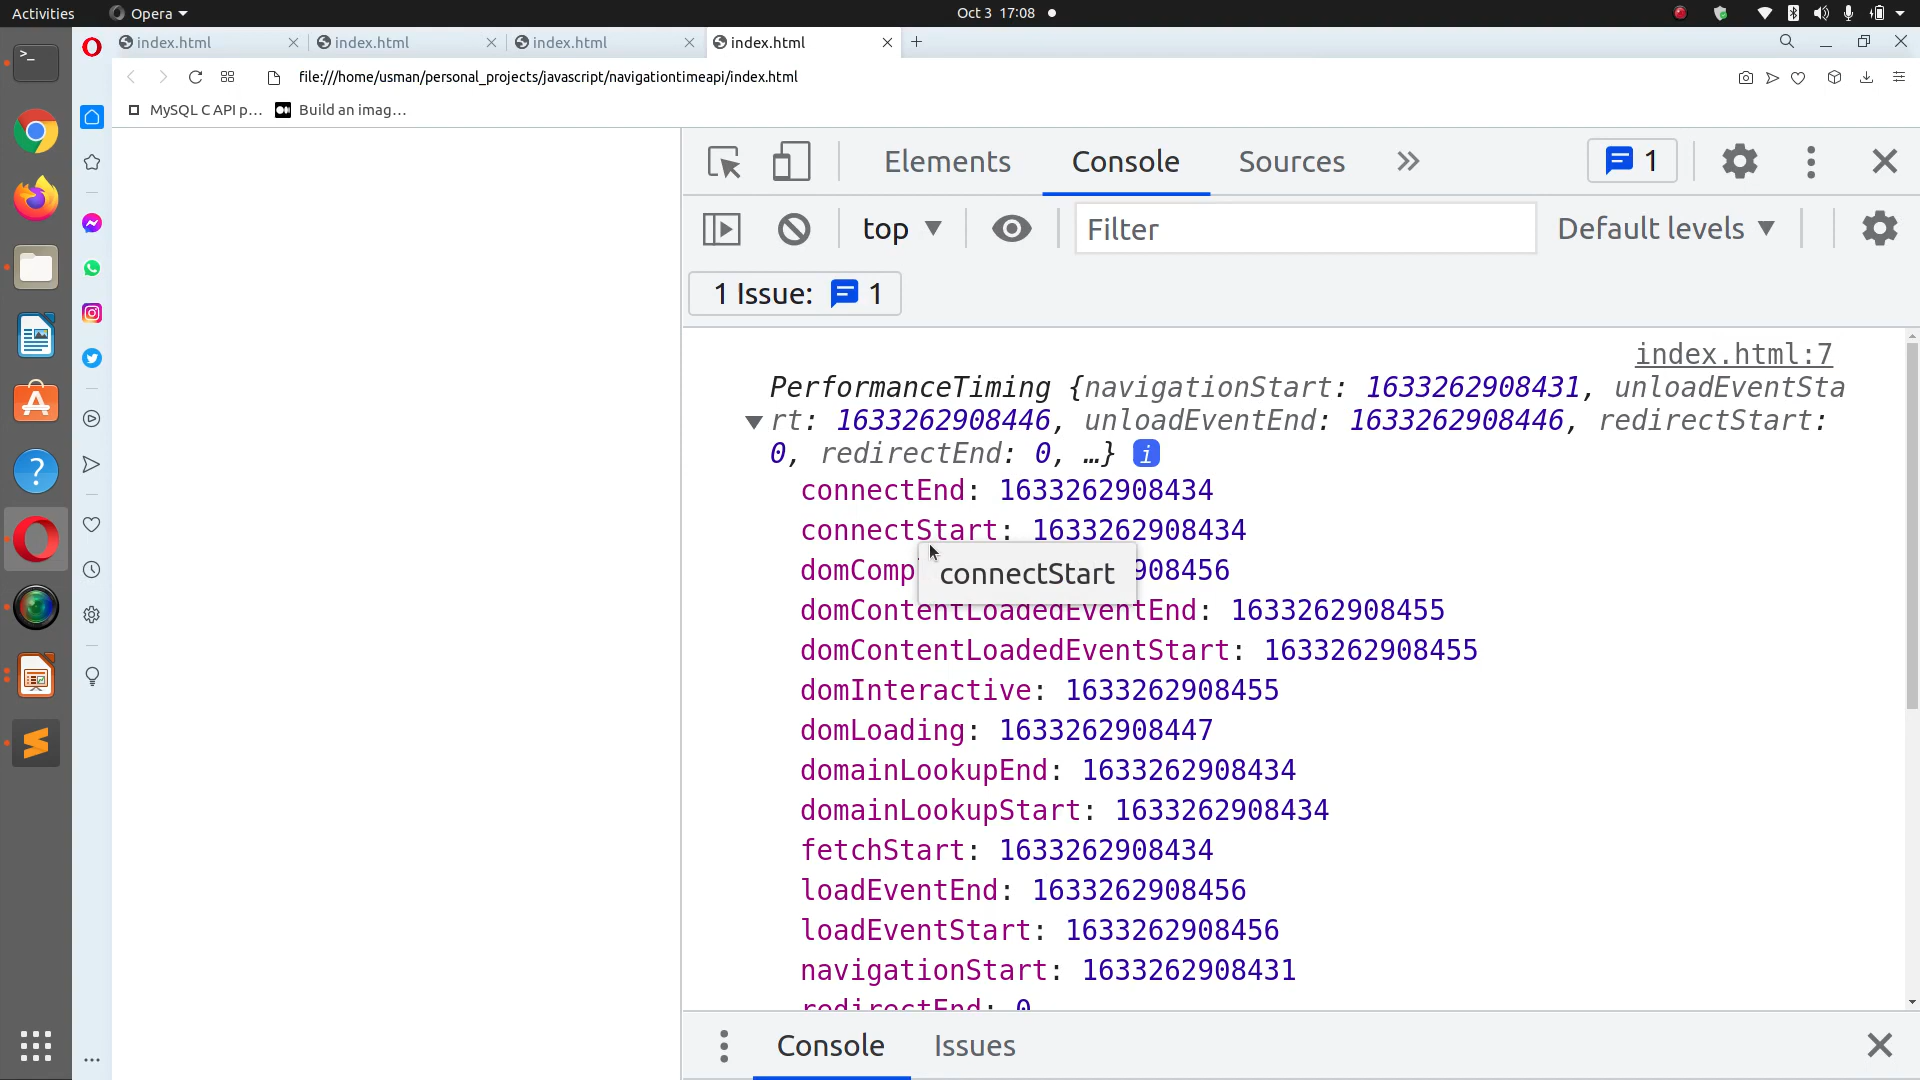 Activities
Opera
Oct 3 17:08
index.html
index.html
index.html
index.html
file:///home/usman/personal_projects/javascript/navigationtimeapi/index.html
MySQL C API p...
Build an imag...
Elements
Console
Sources
1
top
Filter
Default levels
1 Issue:
1
index.html:7
PerformanceTiming {navigationStart: 1633262908431, unloadEventSta
rt: 1633262908446, unloadEventEnd: 1633262908446, redirectStart:
0, redirectEnd: 0, …}
connectEnd: 1633262908434
connectStart: 1633262908434
domComp 908456
connectStart
domContentLoadedEventEnd: 1633262908455
domContentLoadedEventStart: 1633262908455
domInteractive: 1633262908455
domLoading: 1633262908447
domainLookupEnd: 1633262908434
domainLookupStart: 1633262908434
fetchStart: 1633262908434
loadEventEnd: 1633262908456
loadEventStart: 1633262908456
navigationStart: 1633262908431
redirectEnd: 0
Console
Issues